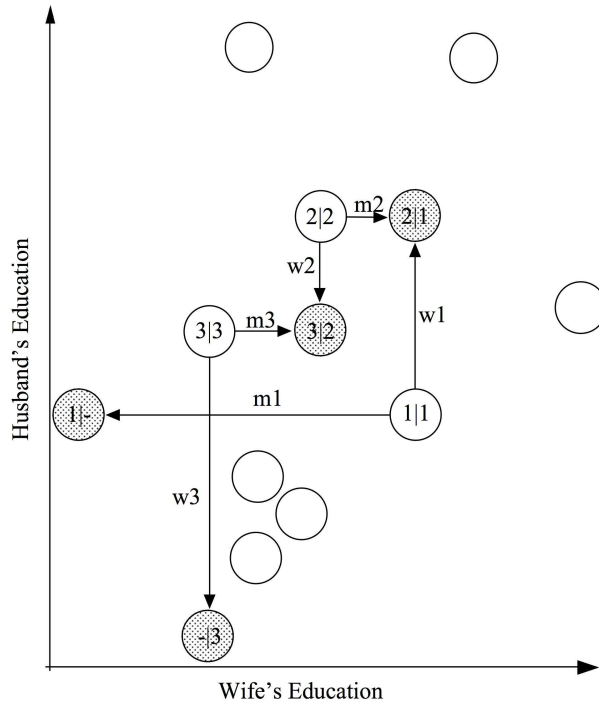 2|2
m2
2|1
w2
3|3
m3
3|2
w1
1|-
m1
1|1
w3
-|3
Husband's Education
Wife's Education